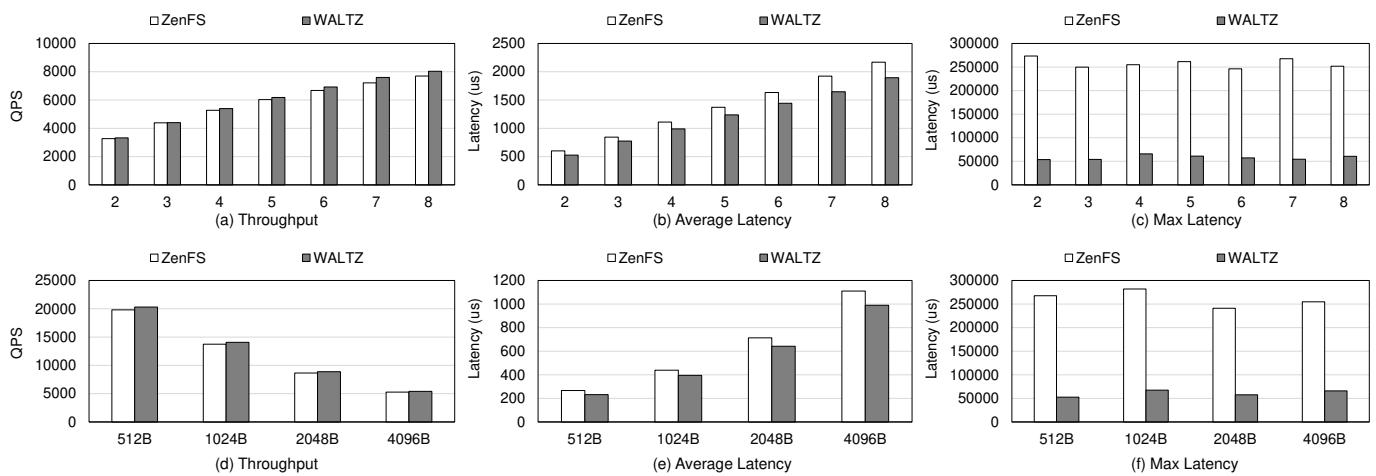 ZenFS WALTZ
QPS
10000
8000
6000
4000
2000
0
2 3 4 5 6 7 8
(a) Throughput
ZenFS WALTZ
Latency (us)
2500
2000
1500
1000
500
0
2 3 4 5 6 7 8
(b) Average Latency
ZenFS WALTZ
Latency (us)
300000
250000
200000
150000
100000
50000
0
2 3 4 5 6 7 8
(c) Max Latency
ZenFS WALTZ
QPS
25000
20000
15000
10000
5000
0
512B 1024B 2048B 4096B
(d) Throughput
ZenFS WALTZ
Latency (us)
1200
1000
800
600
400
200
0
512B 1024B 2048B 4096B
(e) Average Latency
ZenFS WALTZ
Latency (us)
300000
250000
200000
150000
100000
50000
0
512B 1024B 2048B 4096B
(f) Max Latency